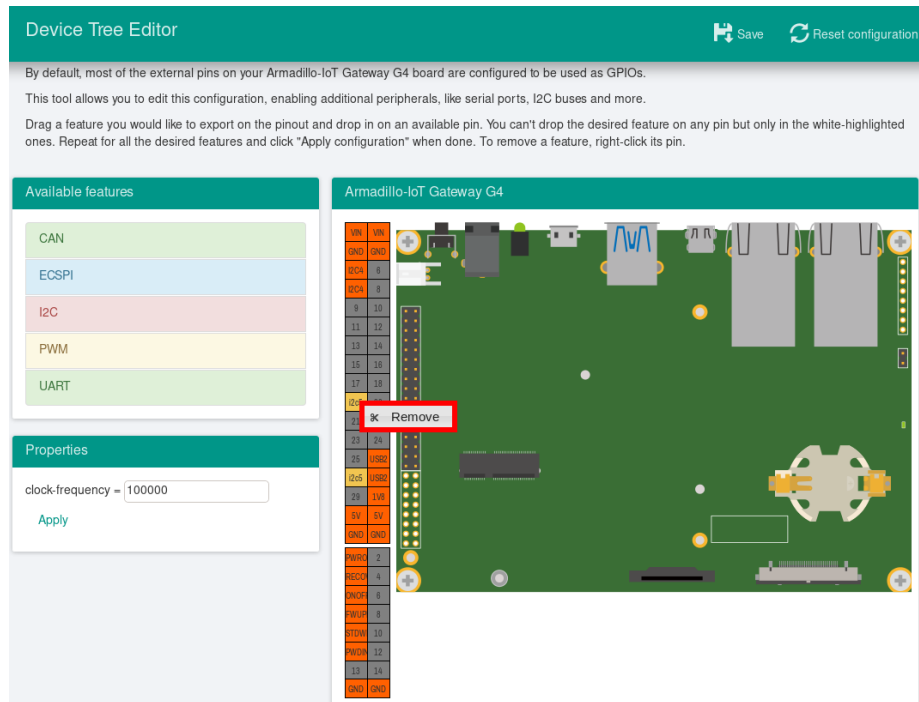 Device Tree Editor
Save
Reset configuration
By default, most of the external pins on your Armadillo-IoT Gateway G4 board are configured to be used as GPIOs.
This tool allows you to edit this configuration, enabling additional peripherals, like serial ports, I2C buses and more.
Drag a feature you would like to export on the pinout and drop in on an available pin. You can't drop the desired feature on any pin but only in the white-highlighted
ones. Repeat for all the desired features and click "Apply configuration" when done. To remove a feature, right-click its pin.
Available features
CAN
ECSPI
I2C
PWM
UART
Properties
clock-frequency = 100000
Apply
Armadillo-IoT Gateway G4
VIN VIN
GND GND
I2C4 6
I2C4 8
9 10
11 12
13 14
15 16
17 18
21
Remove
23 24
25 USB2
i2c5 USB2
29 1V8
5V 5V
GND GND
PWRO 2
RECO 4
ONOF 6
FWUP 8
STDW 10
PWDIN 12
13 14
GND GND